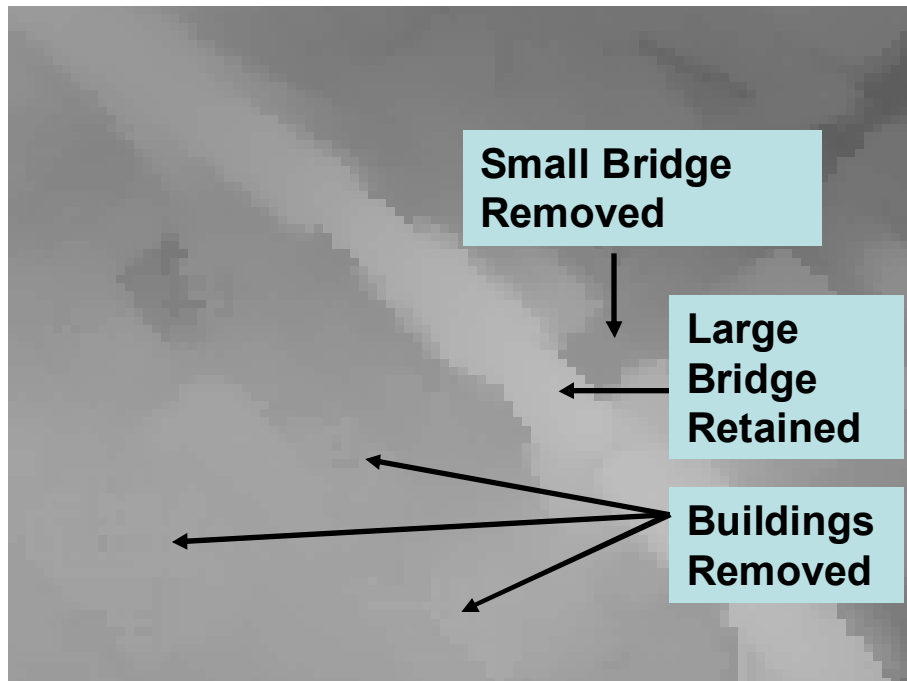 Small Bridge
Removed
Large
Bridge
Retained
Buildings
Removed